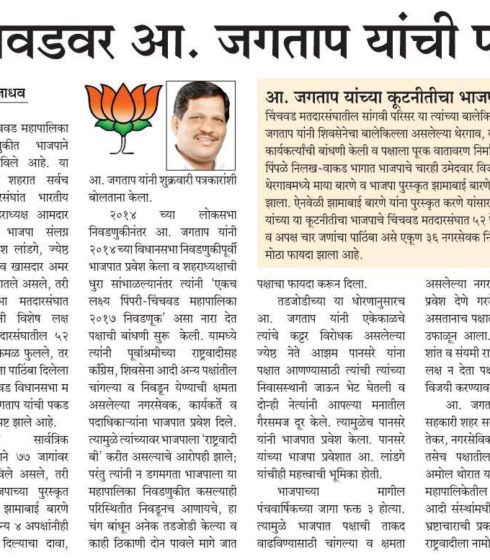 नवडवर आ. जगताप यांची प
नाधव
चवड महापालिका
णुकीत भाजपाने
विले आहे. या
शहरात सर्वच
संघांत भारतीय
हराध्यक्ष आमदार
भाजपा संलग्न
श लांडगे, ज्येष्ठ
व खासदार अमर
तले असले, तरी
वा मतदारसंघात
नी विशेष लक्ष
दारसंघातील ५२
कमळ फुलले, तर
पाठिंबा दिलेला
वड विधानसभा म
ताप यांची पकड
ष्ट झाले आहे.
सार्वत्रिक
ने ७७ जागांवर
विले असले, तरी
जपाच्या पुरस्कृत
झामाबाई बारणे
न्य ४ अपक्षांनीही
दिल्याचा दावा,
आ. जगताप यांनी शुक्रवारी पत्रकारांशी
बोलताना केला.
२०१४ च्या लोकसभा
निवडणुकीनंतर आ. जगताप यांनी
२०१४च्या विधानसभा निवडणुकीपूर्वी
भाजपात प्रवेश केला व शहराध्यक्षाची
धुरा सांभाळल्यानंतर त्यांनी 'एकच
लक्ष्य पिंपरी-चिंचवड महापालिका
२०१७ निवडणूक' असा नारा देत
पक्षाची बांधणी सुरू केली. यामध्ये
त्यांनी पूर्वाश्रमीच्या राष्ट्रवादीसह
काँग्रेस, शिवसेना आदी अन्य पक्षांतील
चांगल्या व निवडून येण्याची क्षमता
असलेल्या नगरसेवक, कार्यकर्ते व
पदाधिकाऱ्यांना भाजपात प्रवेश दिले.
त्यामुळे त्यांच्यावर भाजपाला 'राष्ट्रवादी
बी' करीत असल्याचे आरोपही झाले;
परंतु त्यांनी न डगमगता भाजपाला या
महापालिका निवडणुकीत कसल्याही
परिस्थितीत निवडूनच आणायचे, हा
चंग बांधून अनेक तडजोडी केल्या व
काही ठिकाणी दोन पावले मागे जात
आ. जगताप यांच्या कूटनीतीचा भाजप
चिंचवड मतदारसंघातील सांगवी परिसर या त्यांच्या बालेकि
जगताप यांनी शिवसेनेचा बालेकिल्ला असलेल्या थेरगाव, व
कार्यकर्त्यांची बांधणी केली व पक्षाला पूरक वातावरण निर्मि
पिंपळे निलख-वाकड भागात भाजपाचे चारही उमेदवार विज
थेरगावमध्ये माया बारणे व भाजपा पुरस्कृत झामाबाई बारणे
झाला. ऐनवेळी झामाबाई बारणे यांना पुरस्कृत करणे यांसार
यांच्या या कूटनीतीचा भाजपाचे चिंचवड मतदारसंघात ५२
व अपक्ष चार जणांचा पाठिंबा असे एकूण ३६ नगरसेवक नि
मोठा फायदा झाला आहे.
पक्षाचा फायदा करून दिला.
तडजोडीच्या धोरणानुसारच
आ. जगताप यांनी एकेकाळचे
त्यांचे कट्टर विरोधक असलेल्या
ज्येष्ठ नेते आझम पानसरे यांना
पक्षात आणण्यासाठी त्यांची त्यांच्या
निवासस्थानी जाऊन भेट घेतली व
दोन्ही नेत्यांनी आपल्या मनातील
गैरसमज दूर केले. त्यामुळेच पानसरे
यांनी भाजपात प्रवेश केला. पानसरे
यांच्या भाजपा प्रवेशात आ. लांडगे
यांचीही महत्त्वाची भूमिका होती.
भाजपाच्या मागील
पंचवार्षिकच्या जागा फक्त ३ होत्या.
त्यामुळे भाजपात पक्षाची ताकद
वाढविण्यासाठी चांगल्या व क्षमता
असलेल्या नगर
प्रवेश देणे गरज
असतानाच पक्षात
उफाळून आला.
शांत व संयमी रा
लक्ष न देता पक्ष
विजयी करण्याव
आ. जगत
सहकारी शहर सर
तेकर, नगरसेविक
तसेच पक्षातील
अमोल थोरात य
महापालिकेतील
आदी संस्थांमधी
भ्रष्टाचाराची प्रक
राष्ट्रवादीला नामो